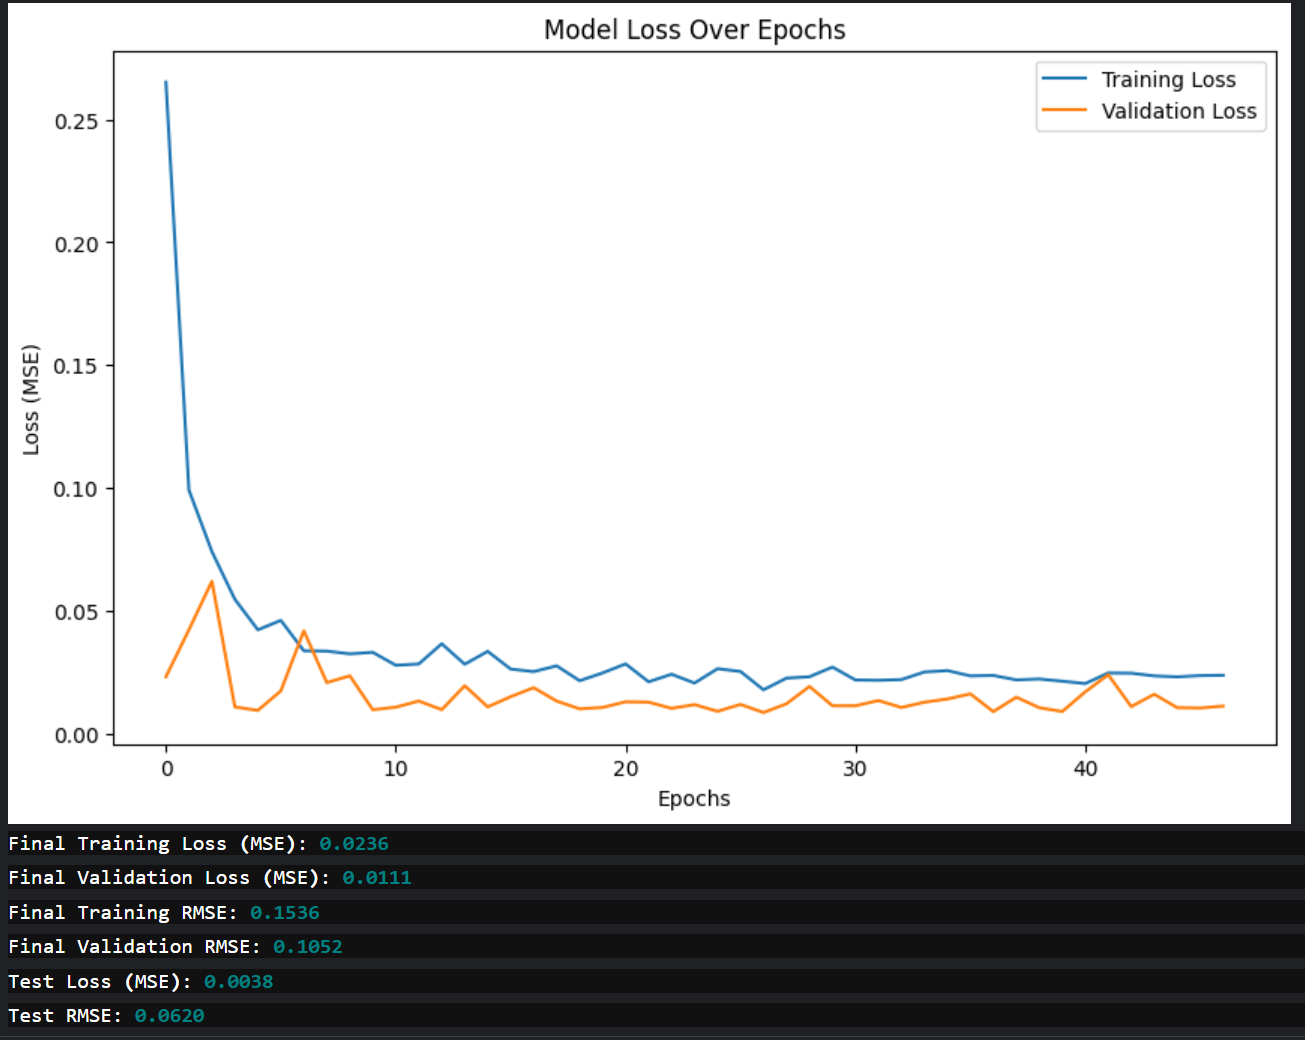 Model Loss Over Epochs
Training Loss
Validation Loss
0.25
0.20
0.15
0.10
0.05
0.00
Loss (MSE)
0 10 20 30 40
Epochs
Final Training Loss (MSE): 0.0236
Final Validation Loss (MSE): 0.0111
Final Training RMSE: 0.1536
Final Validation RMSE: 0.1052
Test Loss (MSE): 0.0038
Test RMSE: 0.0620